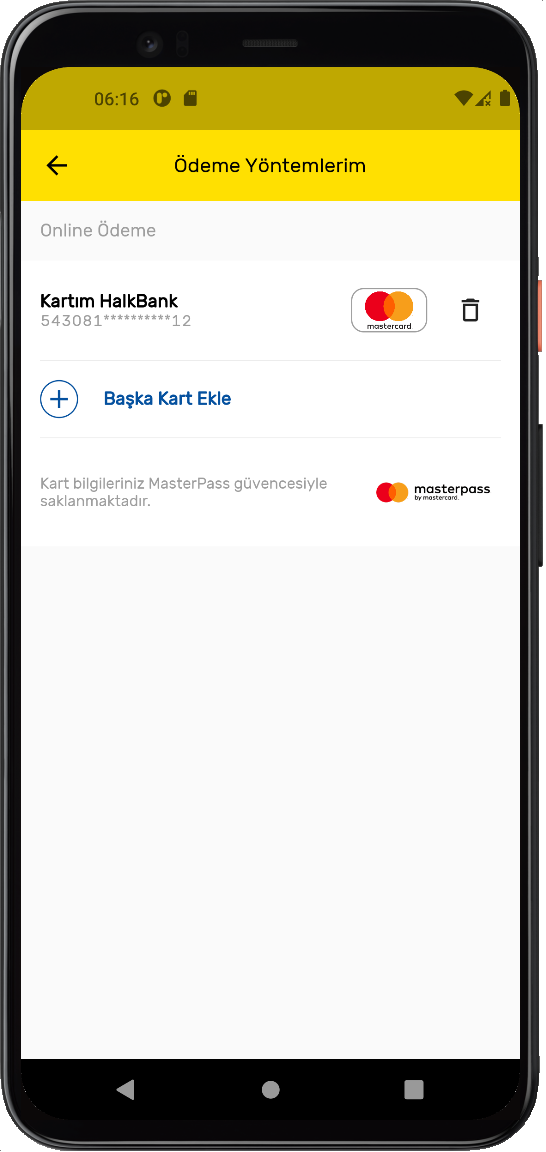 06:16
Ödeme Yöntemlerim
Online Ödeme
Kartım HalkBank
543081**********12
mastercard
Başka Kart Ekle
Kart bilgileriniz MasterPass güvencesiyle
saklanmaktadır.
masterpass
by mastercard.